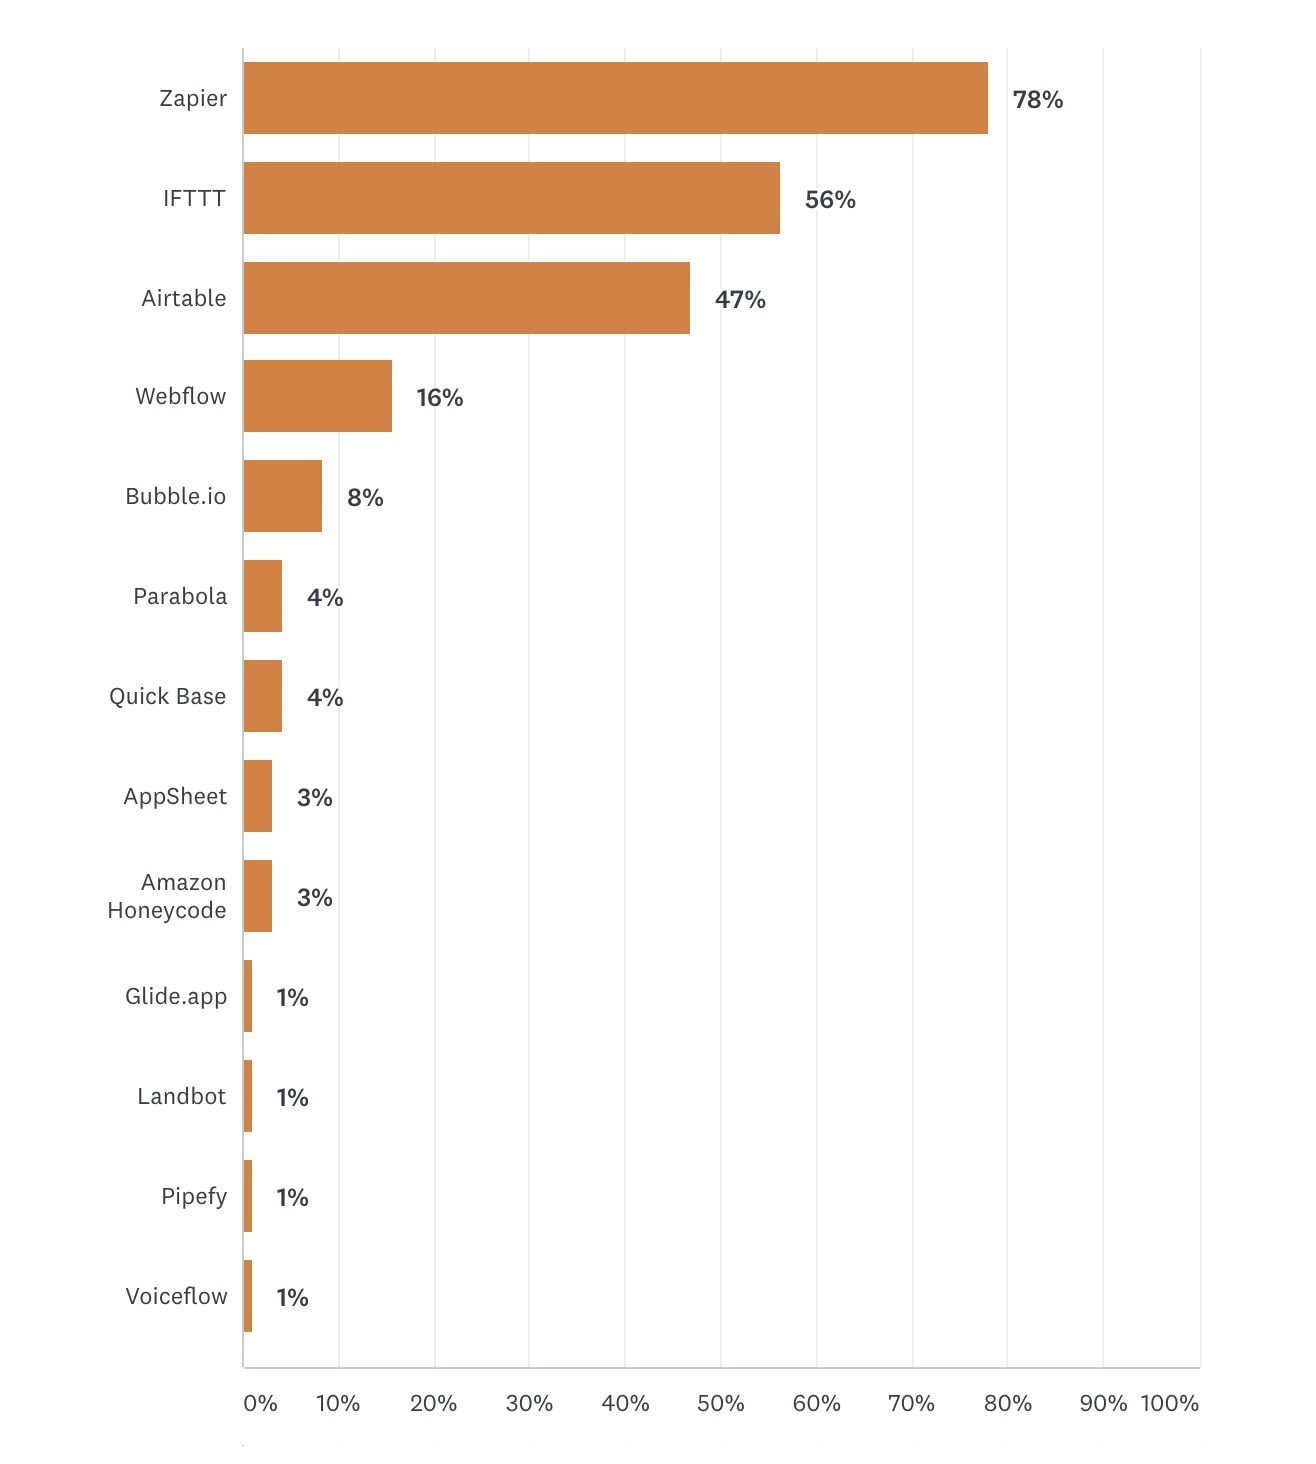 Zapier 78%
IFTTT 56%
Airtable 47%
Webflow 16%
Bubble.io 8%
Parabola 4%
Quick Base 4%
AppSheet 3%
Amazon
Honeycode 3%
Glide.app 1%
Landbot 1%
Pipefy 1%
Voiceflow 1%
0% 10% 20% 30% 40% 50% 60% 70% 80% 90% 100%